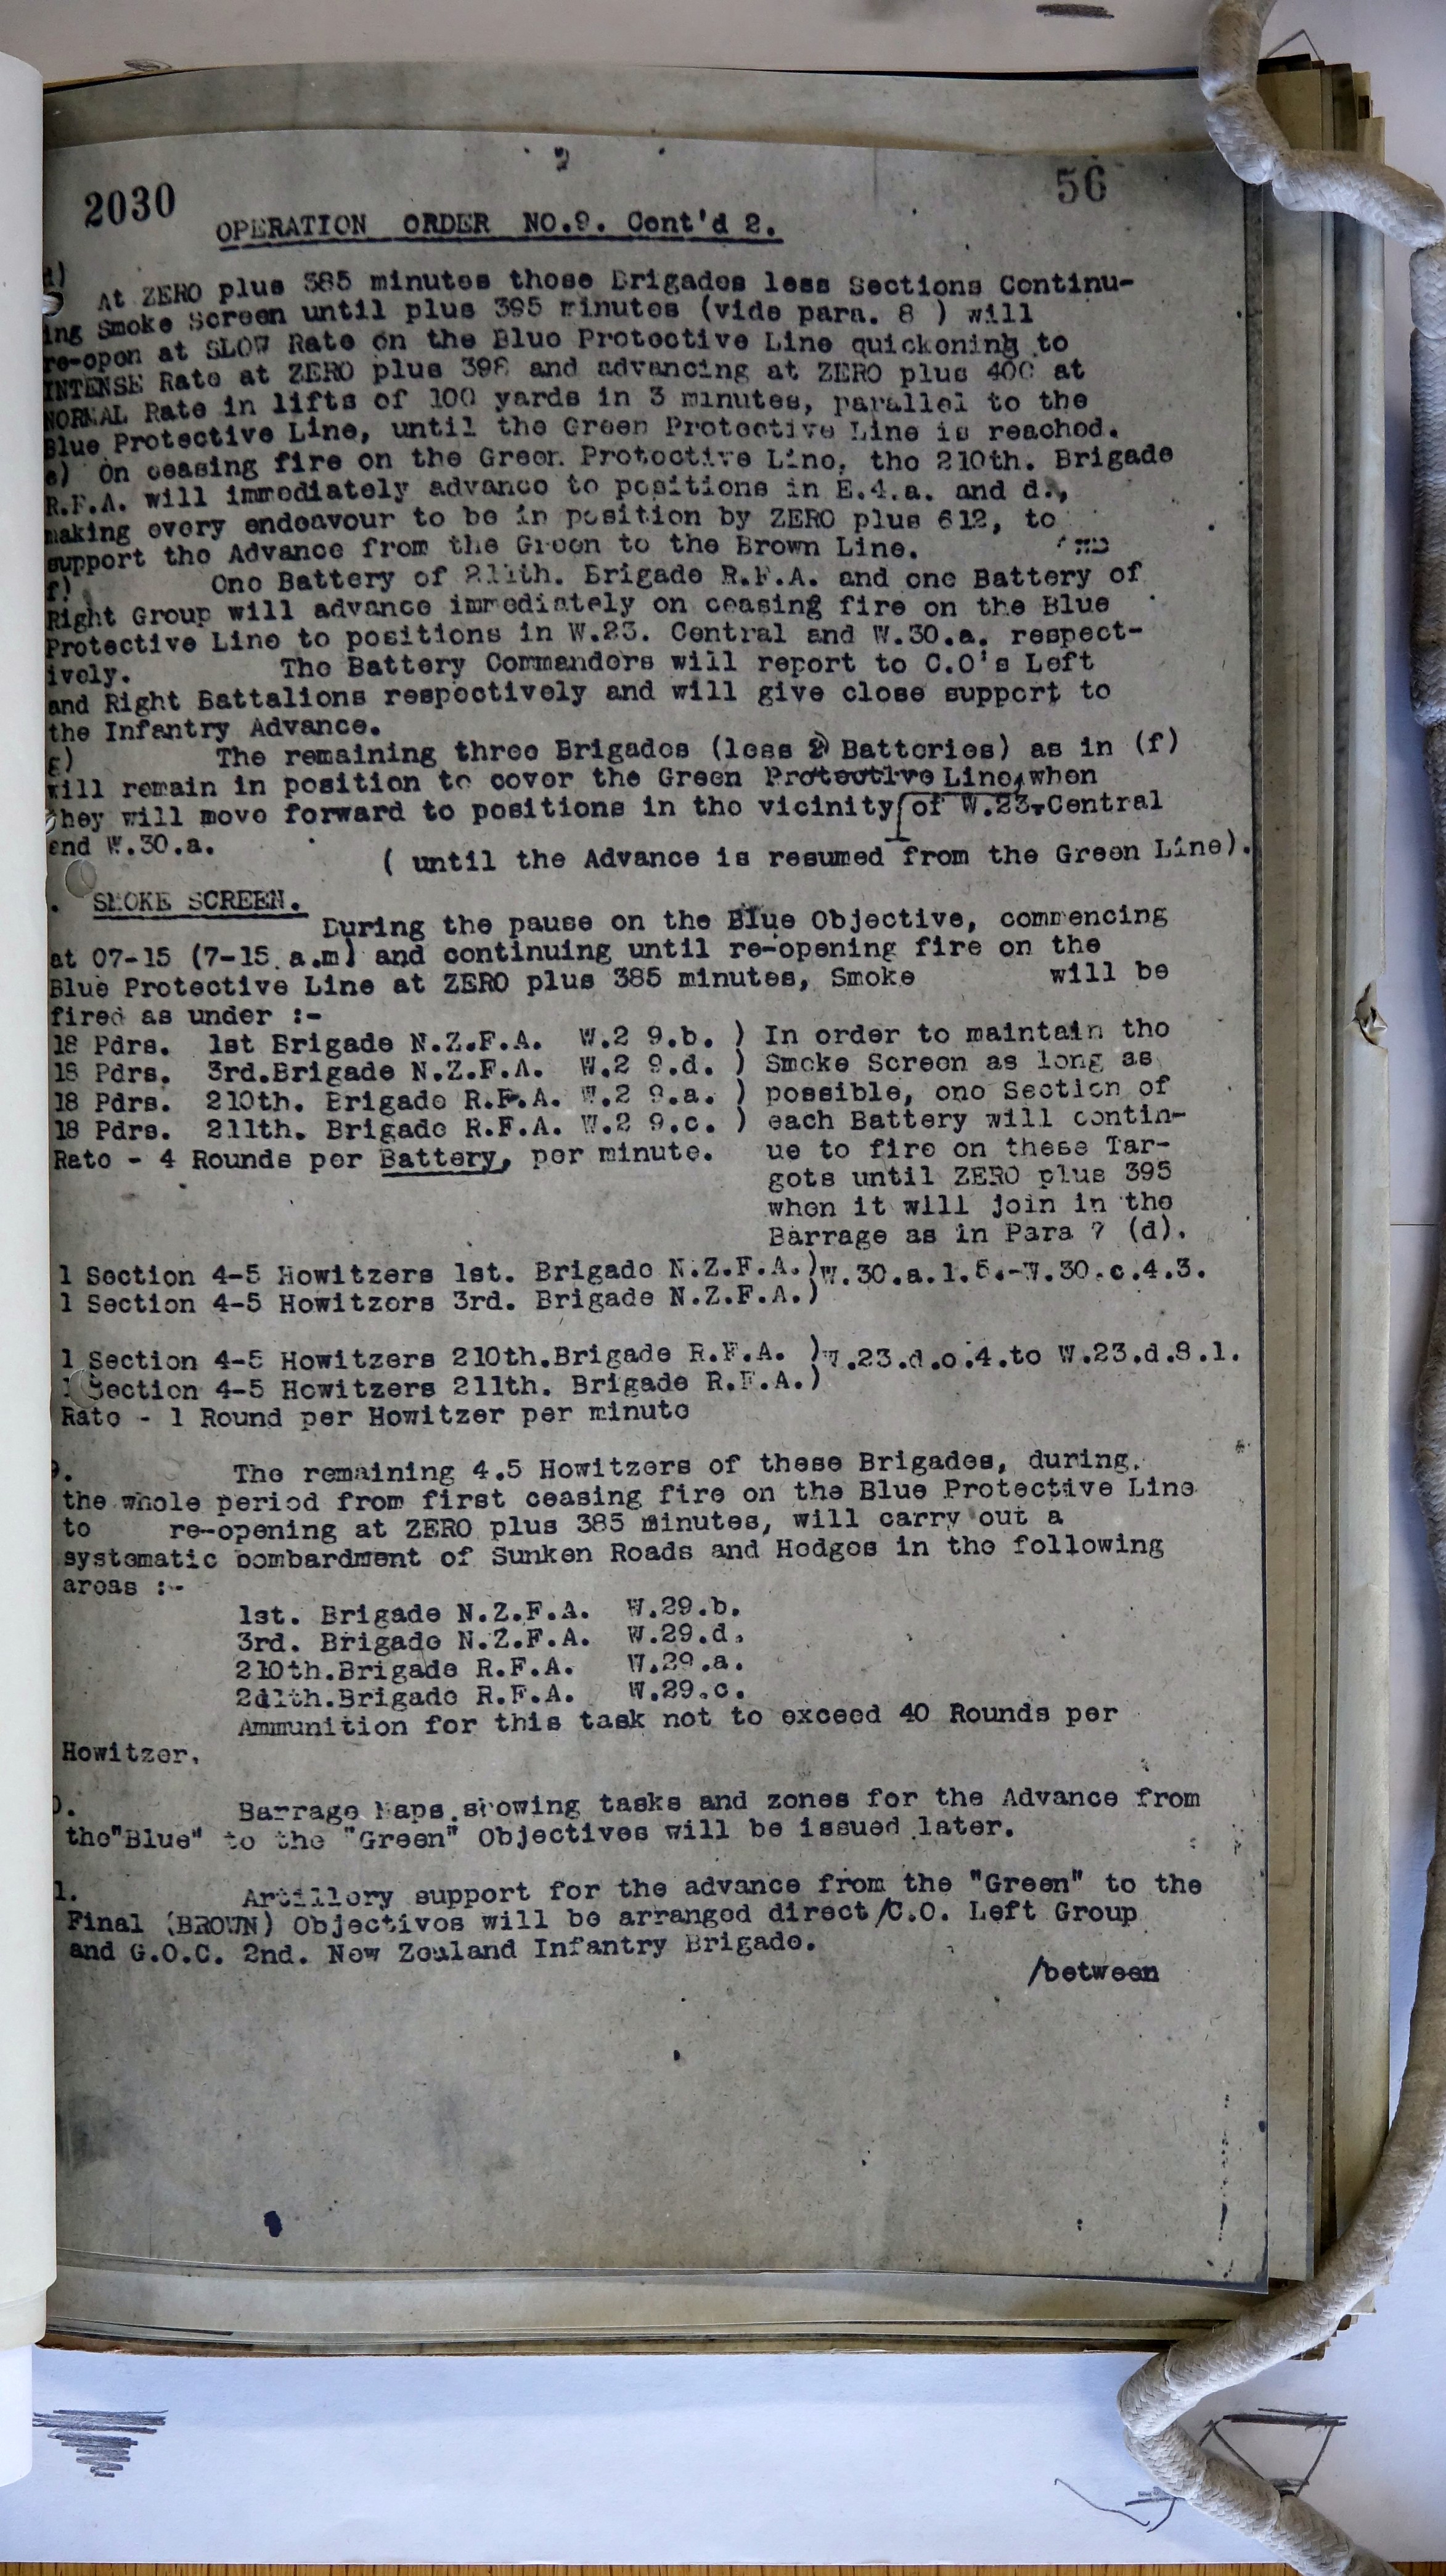 2030
56
OPERATION ORDER NO.9. Cont'd 2.
d)
At ZERO plus 385 minutes those Brigades less Sections Continu-
ing Smoke Screen until plus 395 minutes (vide para. 8 ) will
re-open at SLOW Rate on the Blue Protective Line quickening to
INTENSE Rate at ZERO plus 398 and advancing at ZERO plus 400 at
NORMAL Rate in lifts of 100 yards in 3 minutes, parallel to the
Blue Protective Line, until the Green Protective Line is reached.
e) On ceasing fire on the Green Protective Line, the 210th. Brigade
R.F.A. will immediately advance to positions in E.4.a. and d.,
making every endeavour to be in position by ZERO plus 612, to
support the Advance from the Green to the Brown Line.
f) One Battery of 211th. Brigade R.F.A. and one Battery of
Right Group will advance immediately on ceasing fire on the Blue
Protective Line to positions in W.23. Central and W.30.a. respect-
ively. The Battery Commanders will report to C.O's Left
and Right Battalions respectively and will give close support to
the Infantry Advance.
g) The remaining three Brigades (less 2 Batteries) as in (f)
will remain in position to cover the Green Protective Line, when
they will move forward to positions in the vicinity of W.23.Central
and W.30.a.
( until the Advance is resumed from the Green Line).
. SMOKE SCREEN.
During the pause on the Blue Objective, commencing
at 07-15 (7-15.a.m) and continuing until re-opening fire on the
Blue Protective Line at ZERO plus 385 minutes, Smoke will be
fired as under :-
18 Pdrs. 1st Brigade N.Z.F.A. W.2 9.b. ) In order to maintain the
18 Pdrs. 3rd.Brigade N.Z.F.A. W.2 9.d. ) Smoke Screen as long as
18 Pdrs. 210th. Brigade R.F.A. W.2 9.a. ) possible, one Section of
18 Pdrs. 211th. Brigade R.F.A. W.2 9.c. ) each Battery will contin-
Rate - 4 Rounds per Battery, per minute. ue to fire on these Tar-
gets until ZERO plus 395
when it will join in the
Barrage as in Para 7 (d).
1 Section 4-5 Howitzers 1st. Brigade N.Z.F.A.)W.30.a.1.5.-W.30.c.4.3.
1 Section 4-5 Howitzers 3rd. Brigade N.Z.F.A.)
1 Section 4-5 Howitzers 210th.Brigade R.F.A. )W.23.d.o.4.to W.23.d.8.1.
1 Section 4-5 Howitzers 211th. Brigade R.F.A.)
Rate - 1 Round per Howitzer per minute
9. The remaining 4.5 Howitzers of these Brigades, during.
the whole period from first ceasing fire on the Blue Protective Line
to re-opening at ZERO plus 385 minutes, will carry out a
systematic bombardment of Sunken Roads and Hedges in the following
areas :-
1st. Brigade N.Z.F.A. W.29.b.
3rd. Brigade N.Z.F.A. W.29.d.
210th.Brigade R.F.A. W.29.a.
211th.Brigade R.F.A. W.29.c.
Ammunition for this task not to exceed 40 Rounds per
Howitzer.
0. Barrage Maps showing tasks and zones for the Advance from
the"Blue" to the "Green" Objectives will be issued later.
1. Artillery support for the advance from the "Green" to the
Final (BROWN) Objectives will be arranged direct/C.O. Left Group
and G.O.C. 2nd. New Zealand Infantry Brigade.
/between